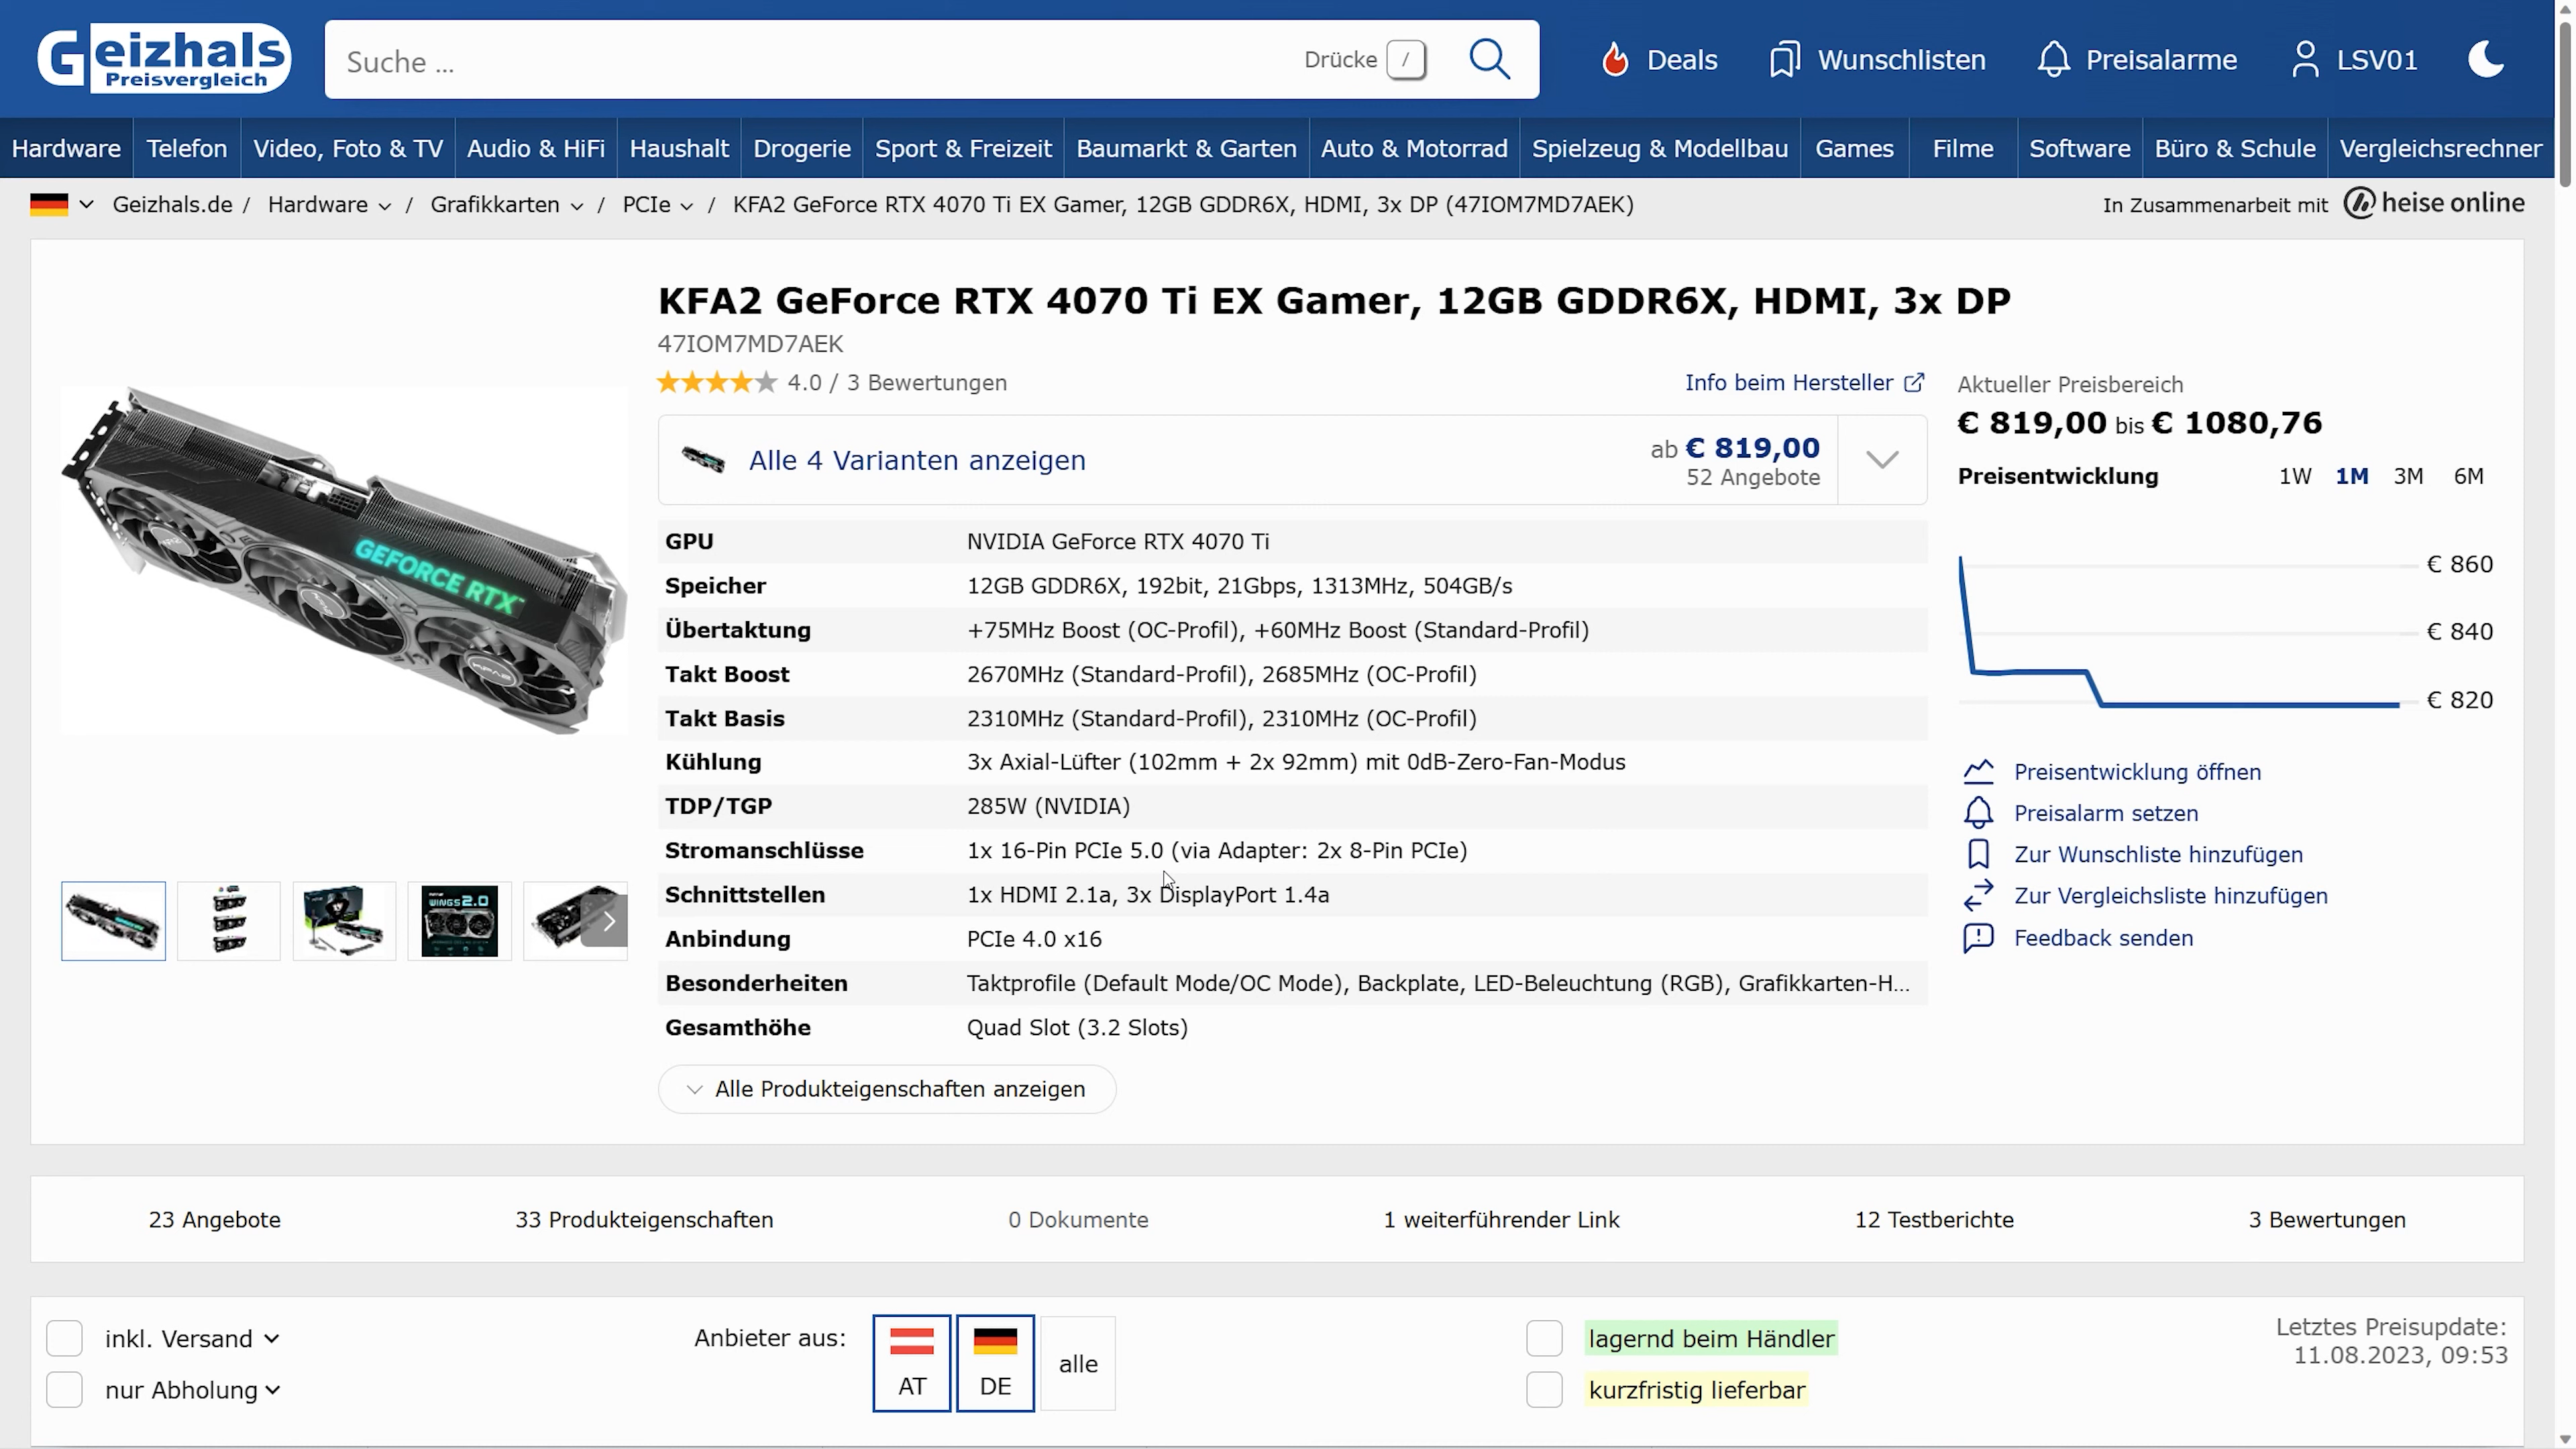 Geizhals
Preisvergleich
Suche ...
Drücke /
Deals
Wunschlisten
Preisalarme
LSV01
Hardware
Telefon
Video, Foto & TV
Audio & HiFi
Haushalt
Drogerie
Sport & Freizeit
Baumarkt & Garten
Auto & Motorrad
Spielzeug & Modellbau
Games
Filme
Software
Büro & Schule
Vergleichsrechner
Geizhals.de / Hardware / Grafikkarten / PCIe / KFA2 GeForce RTX 4070 Ti EX Gamer, 12GB GDDR6X, HDMI, 3x DP (47IOM7MD7AEK)
In Zusammenarbeit mit heise online
KFA2 GeForce RTX 4070 Ti EX Gamer, 12GB GDDR6X, HDMI, 3x DP
47IOM7MD7AEK
4.0 / 3 Bewertungen
Info beim Hersteller
Alle 4 Varianten anzeigen
ab € 819,00
52 Angebote
GEFORCE RTX
WINGS 2.0
GPU NVIDIA GeForce RTX 4070 Ti
Speicher 12GB GDDR6X, 192bit, 21Gbps, 1313MHz, 504GB/s
Übertaktung +75MHz Boost (OC-Profil), +60MHz Boost (Standard-Profil)
Takt Boost 2670MHz (Standard-Profil), 2685MHz (OC-Profil)
Takt Basis 2310MHz (Standard-Profil), 2310MHz (OC-Profil)
Kühlung 3x Axial-Lüfter (102mm + 2x 92mm) mit 0dB-Zero-Fan-Modus
TDP/TGP 285W (NVIDIA)
Stromanschlüsse 1x 16-Pin PCIe 5.0 (via Adapter: 2x 8-Pin PCIe)
Schnittstellen 1x HDMI 2.1a, 3x DisplayPort 1.4a
Anbindung PCIe 4.0 x16
Besonderheiten Taktprofile (Default Mode/OC Mode), Backplate, LED-Beleuchtung (RGB), Grafikkarten-H...
Gesamthöhe Quad Slot (3.2 Slots)
Alle Produkteigenschaften anzeigen
Aktueller Preisbereich
€ 819,00 bis € 1080,76
Preisentwicklung 1W 1M 3M 6M
€ 860
€ 840
€ 820
Preisentwicklung öffnen
Preisalarm setzen
Zur Wunschliste hinzufügen
Zur Vergleichsliste hinzufügen
Feedback senden
23 Angebote
33 Produkteigenschaften
0 Dokumente
1 weiterführender Link
12 Testberichte
3 Bewertungen
inkl. Versand
nur Abholung
Anbieter aus:
AT
DE
alle
lagernd beim Händler
kurzfristig lieferbar
Letztes Preisupdate:
11.08.2023, 09:53